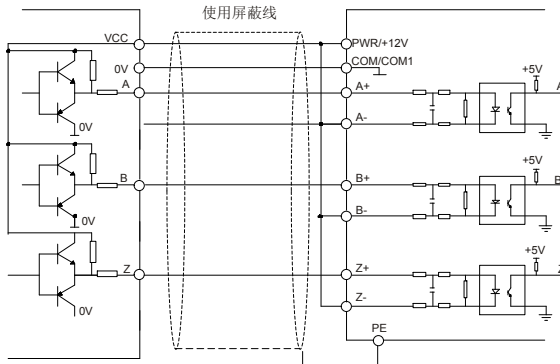 使用屏蔽线
VCC
PWR/+12V
0V
COM/COM1
+5V
A
A+
A
0V
A-
+5V
B
B+
B
0V
B-
+5V
Z
Z+
Z
0V
Z-
PE